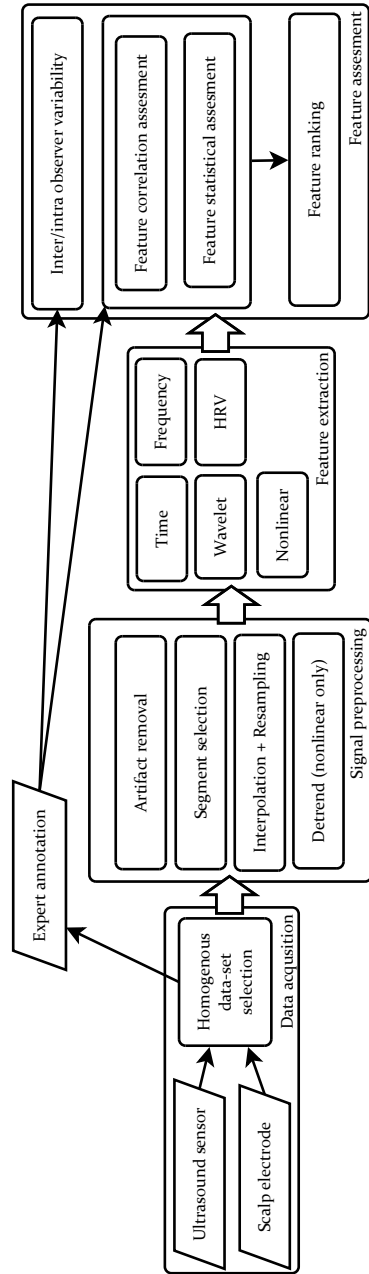 Expert annotation
Ultrasound sensor
Scalp electrode
Homogenous
data-set
selection
Data acqusition
Artifact removal
Segment selection
Interpolation + Resampling
Detrend (nonlinear only)
Signal preprocessing
Time
Frequency
Wavelet
HRV
Nonlinear
Feature extraction
Inter/intra observer variability
Feature correlation assesment
Feature statistical assesment
Feature ranking
Feature assesment